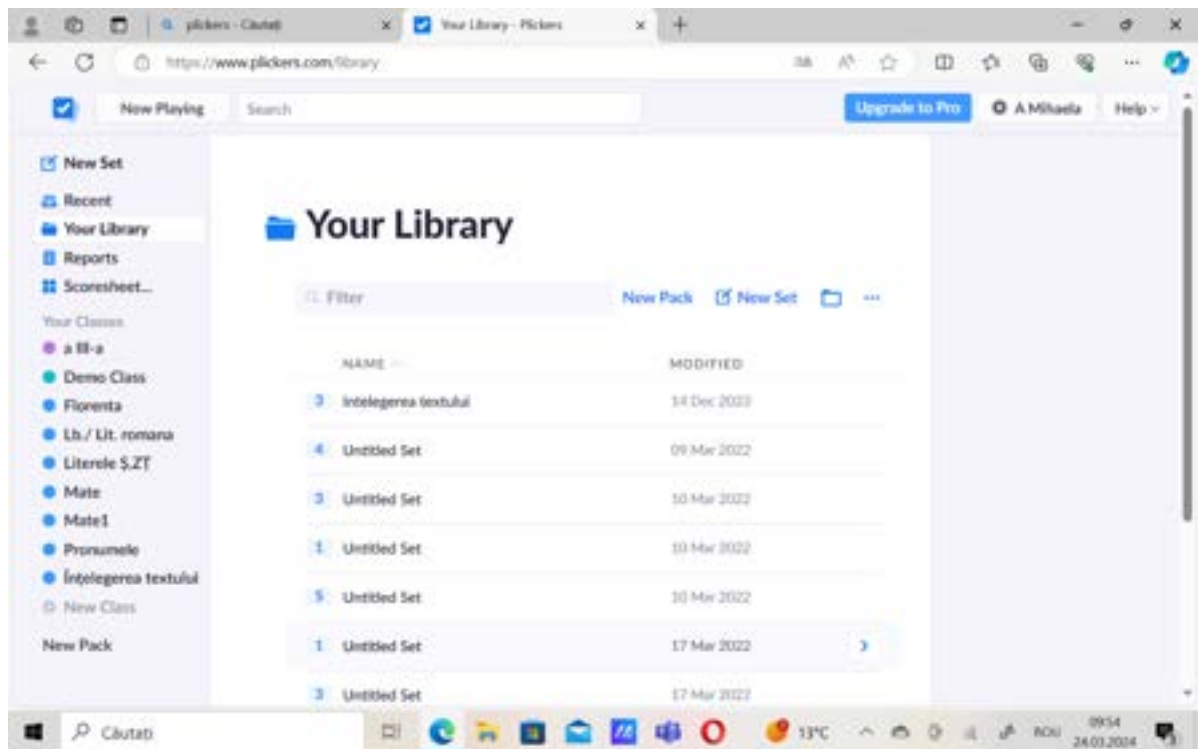 plickers - Căutați
Your Library - Plickers
https://www.plickers.com/library
Now Playing
Search
Upgrade to Pro
A Mihaela
Help
New Set
Recent
Your Library
Reports
Scoresheet...
Your Classes
a III-a
Demo Class
Fiorenta
Lb./ Lit. romana
Literele Ș,ZȚ
Mate
Mate1
Pronumele
Înțelegerea textului
New Class
New Pack
Your Library
Filter
New Pack
New Set
NAME
MODIFIED
3 Intelegerea textului 14 Dec 2023
4 Untitled Set 09 Mar 2022
3 Untitled Set 10 Mar 2022
1 Untitled Set 10 Mar 2022
5 Untitled Set 10 Mar 2022
1 Untitled Set 17 Mar 2022
3 Untitled Set 17 Mar 2022
Căutați
13°C
ROU
09:54
24.03.2024